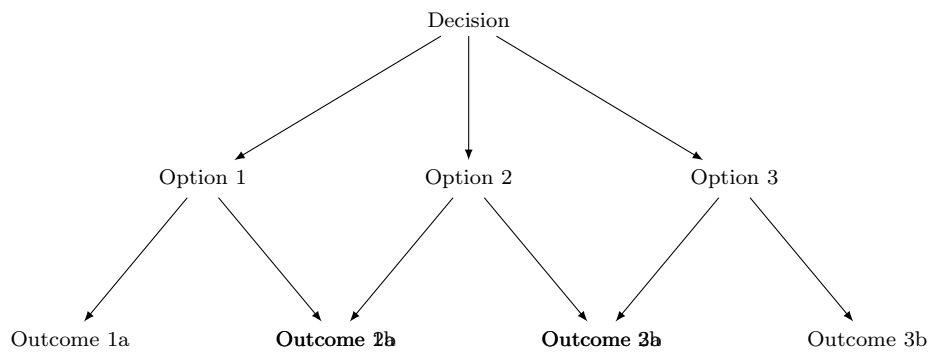 Decision
Option 1
Option 2
Option 3
Outcome 1a
Outcome
Outcome
Outcome 3b